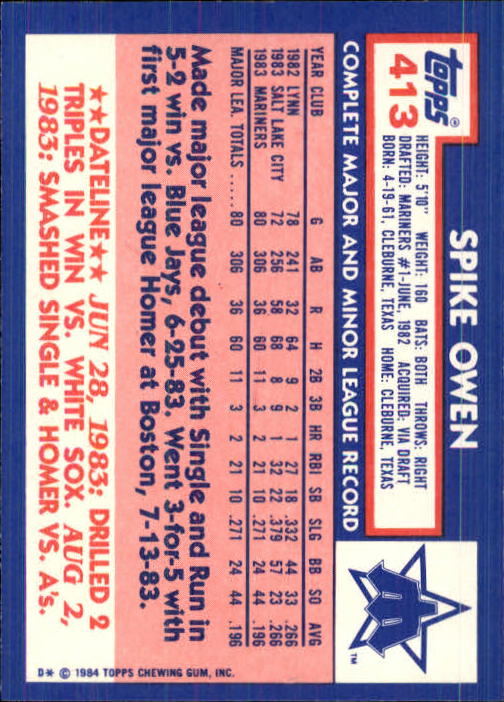 topps®
413
SPIKE OWEN
HEIGHT: 5'10" WEIGHT: 160 BATS: BOTH THROWS: RIGHT
DRAFTED: MARINERS #1-JUNE, 1982 ACQUIRED: VIA DRAFT
BORN: 4-19-61, CLEBURNE, TEXAS HOME: CLEBURNE, TEXAS
TM
COMPLETE MAJOR AND MINOR LEAGUE RECORD
YEAR CLUB G AB R H 2B 3B HR RBI SB SLG BB SO AVG
1982 LYNN 78 241 32 64 9 2 1 27 18 .332 44 33 .266
1983 SALT LAKE CITY 72 256 58 68 8 9 1 32 22 .379 57 23 .266
1983 MARINERS 80 306 36 60 11 3 2 21 10 .271 24 44 .196
MAJOR LEA. TOTALS ..... 80 306 36 60 11 3 2 21 10 .271 24 44 .196
Made major league debut with Single and Run in
5-2 win vs. Blue Jays, 6-25-83. Went 3-for-5 with
first major league Homer at Boston, 7-13-83.
★★DATELINE★★ JUN 28, 1983: DRILLED 2
TRIPLES IN WIN VS. WHITE SOX. AUG 2,
1983: SMASHED SINGLE & HOMER VS. A's.
D* © 1984 TOPPS CHEWING GUM, INC.